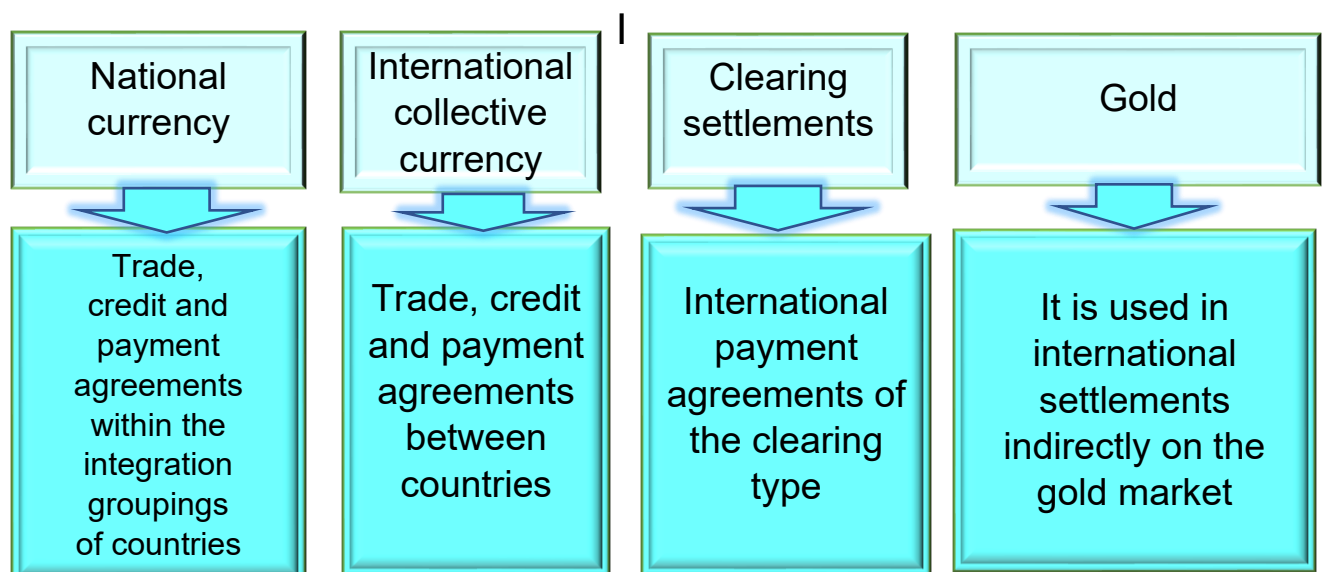 I
National
currency
International
collective
currency
Clearing
settlements
Gold
Trade,
credit and
payment
agreements
within the
integration
groupings
of countries
Trade, credit
and payment
agreements
between
countries
International
payment
agreements of
the clearing
type
It is used in
international
settlements
indirectly on the
gold market